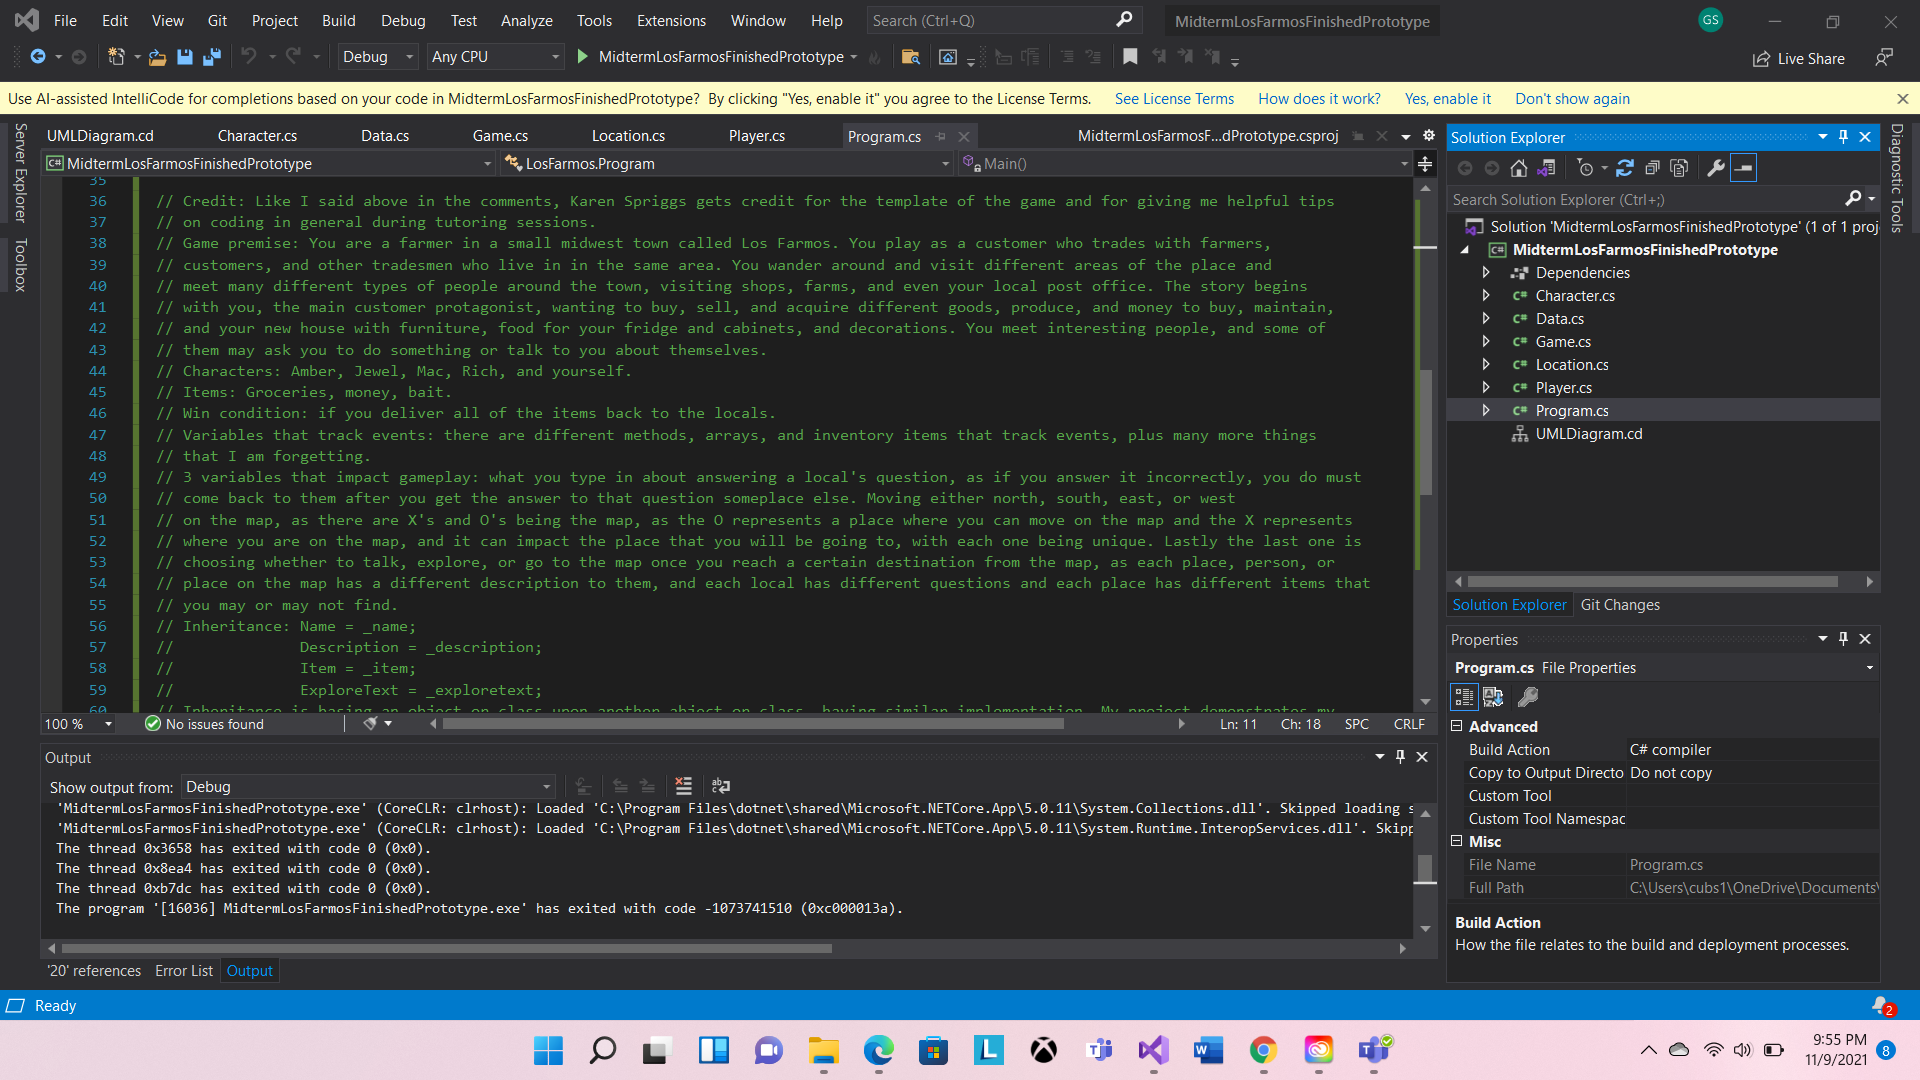 File Edit View Git Project Build Debug Test Analyze Tools Extensions Window Help Search (Ctrl+Q) MidtermLosFarmosFinishedPrototype GS
Debug Any CPU MidtermLosFarmosFinishedPrototype Live Share
Use AI-assisted IntelliCode for completions based on your code in MidtermLosFarmosFinishedPrototype? By clicking "Yes, enable it" you agree to the License Terms. See License Terms How does it work? Yes, enable it Don't show again
Server Explorer
Toolbox
UMLDiagram.cd Character.cs Data.cs Game.cs Location.cs Player.cs Program.cs MidtermLosFarmosF...dPrototype.csproj
C# MidtermLosFarmosFinishedPrototype LosFarmos.Program Main()
35
36 // Credit: Like I said above in the comments, Karen Spriggs gets credit for the template of the game and for giving me helpful tips
37 // on coding in general during tutoring sessions.
38 // Game premise: You are a farmer in a small midwest town called Los Farmos. You play as a customer who trades with farmers,
39 // customers, and other tradesmen who live in in the same area. You wander around and visit different areas of the place and
40 // meet many different types of people around the town, visiting shops, farms, and even your local post office. The story begins
41 // with you, the main customer protagonist, wanting to buy, sell, and acquire different goods, produce, and money to buy, maintain,
42 // and your new house with furniture, food for your fridge and cabinets, and decorations. You meet interesting people, and some of
43 // them may ask you to do something or talk to you about themselves.
44 // Characters: Amber, Jewel, Mac, Rich, and yourself.
45 // Items: Groceries, money, bait.
46 // Win condition: if you deliver all of the items back to the locals.
47 // Variables that track events: there are different methods, arrays, and inventory items that track events, plus many more things
48 // that I am forgetting.
49 // 3 variables that impact gameplay: what you type in about answering a local's question, as if you answer it incorrectly, you do must
50 // come back to them after you get the answer to that question someplace else. Moving either north, south, east, or west
51 // on the map, as there are X's and O's being the map, as the O represents a place where you can move on the map and the X represents
52 // where you are on the map, and it can impact the place that you will be going to, with each one being unique. Lastly the last one is
53 // choosing whether to talk, explore, or go to the map once you reach a certain destination from the map, as each place, person, or
54 // place on the map has a different description to them, and each local has different questions and each place has different items that
55 // you may or may not find.
56 // Inheritance: Name = _name;
57 // Description = _description;
58 // Item = _item;
59 // ExploreText = _exploretext;
60 // Inheritance is basing an object or class upon another object or class, having similar implementation. My project demonstrates my
100 % No issues found Ln: 11 Ch: 18 SPC CRLF
Output
Show output from: Debug
'MidtermLosFarmosFinishedPrototype.exe' (CoreCLR: clrhost): Loaded 'C:\Program Files\dotnet\shared\Microsoft.NETCore.App\5.0.11\System.Collections.dll'. Skipped loading s
'MidtermLosFarmosFinishedPrototype.exe' (CoreCLR: clrhost): Loaded 'C:\Program Files\dotnet\shared\Microsoft.NETCore.App\5.0.11\System.Runtime.InteropServices.dll'. Skipp
The thread 0x3658 has exited with code 0 (0x0).
The thread 0x8ea4 has exited with code 0 (0x0).
The thread 0xb7dc has exited with code 0 (0x0).
The program '[16036] MidtermLosFarmosFinishedPrototype.exe' has exited with code -1073741510 (0xc000013a).
'20' references Error List Output
Solution Explorer
Search Solution Explorer (Ctrl+;)
Solution 'MidtermLosFarmosFinishedPrototype' (1 of 1 proj
C# MidtermLosFarmosFinishedPrototype
Dependencies
C# Character.cs
C# Data.cs
C# Game.cs
C# Location.cs
C# Player.cs
C# Program.cs
UMLDiagram.cd
Solution Explorer Git Changes
Properties
Program.cs File Properties
Advanced
Build Action C# compiler
Copy to Output Directo Do not copy
Custom Tool
Custom Tool Namespac
Misc
File Name Program.cs
Full Path C:\Users\cubs1\OneDrive\Documents\
Build Action
How the file relates to the build and deployment processes.
Diagnostic Tools
Ready 2
L T W
9:55 PM
11/9/2021 8